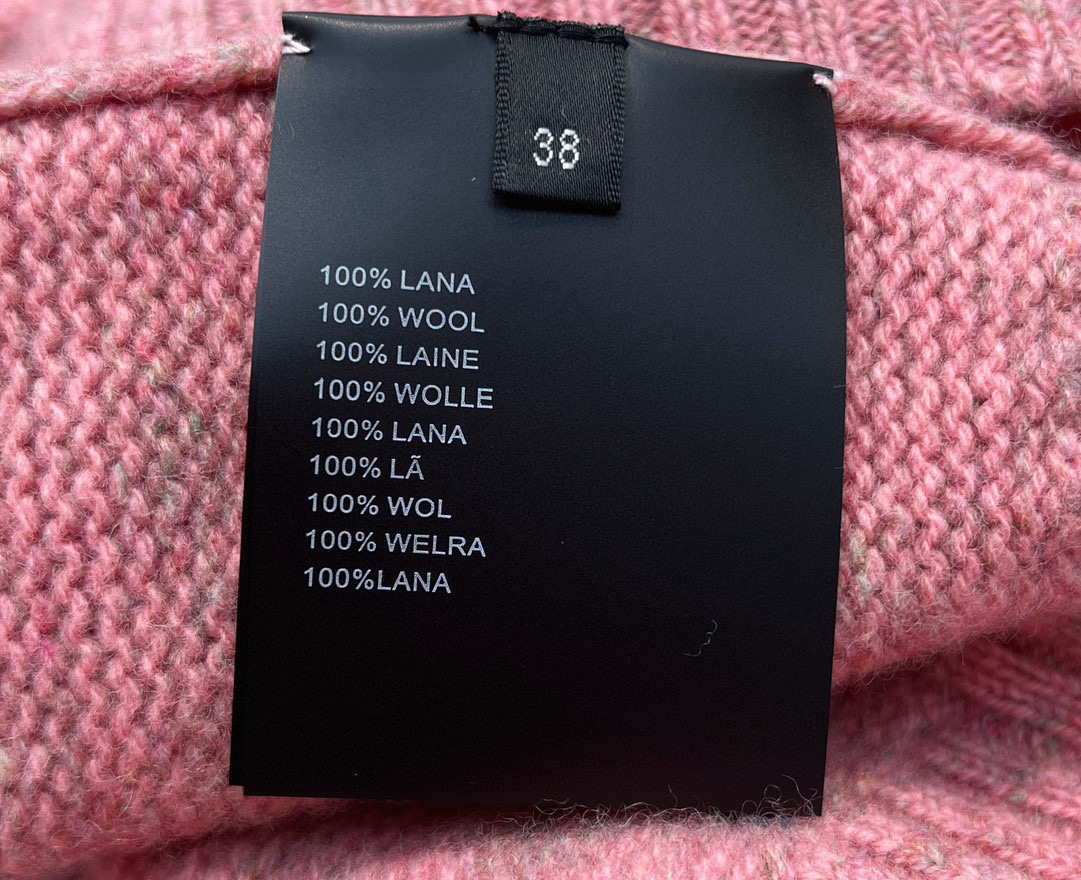 38
100% LANA
100% WOOL
100% LAINE
100% WOLLE
100% LANA
100% LÃ
100% WOL
100% WELRA
100%LANA